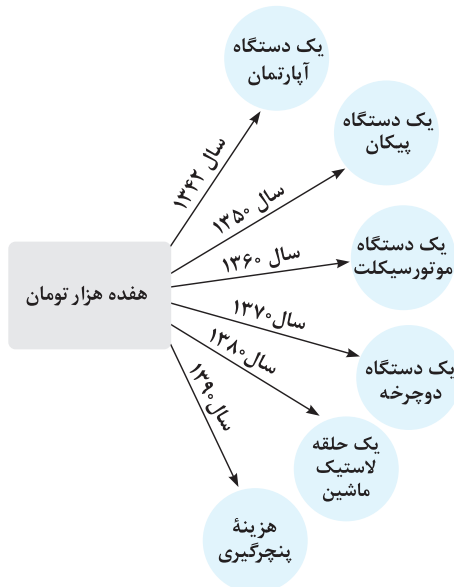 هفده هزار تومان
سال ۱۳۴۲
یک دستگاه
آپارتمان
سال ۱۳۵۰
یک دستگاه
پیکان
سال ۱۳۶۰
یک دستگاه
موتورسیکلت
سال ۱۳۷۰
یک دستگاه
دوچرخه
سال ۱۳۸۰
یک حلقه
لاستیک
ماشین
سال ۱۳۹۰
هزینهٔ
پنچرگیری